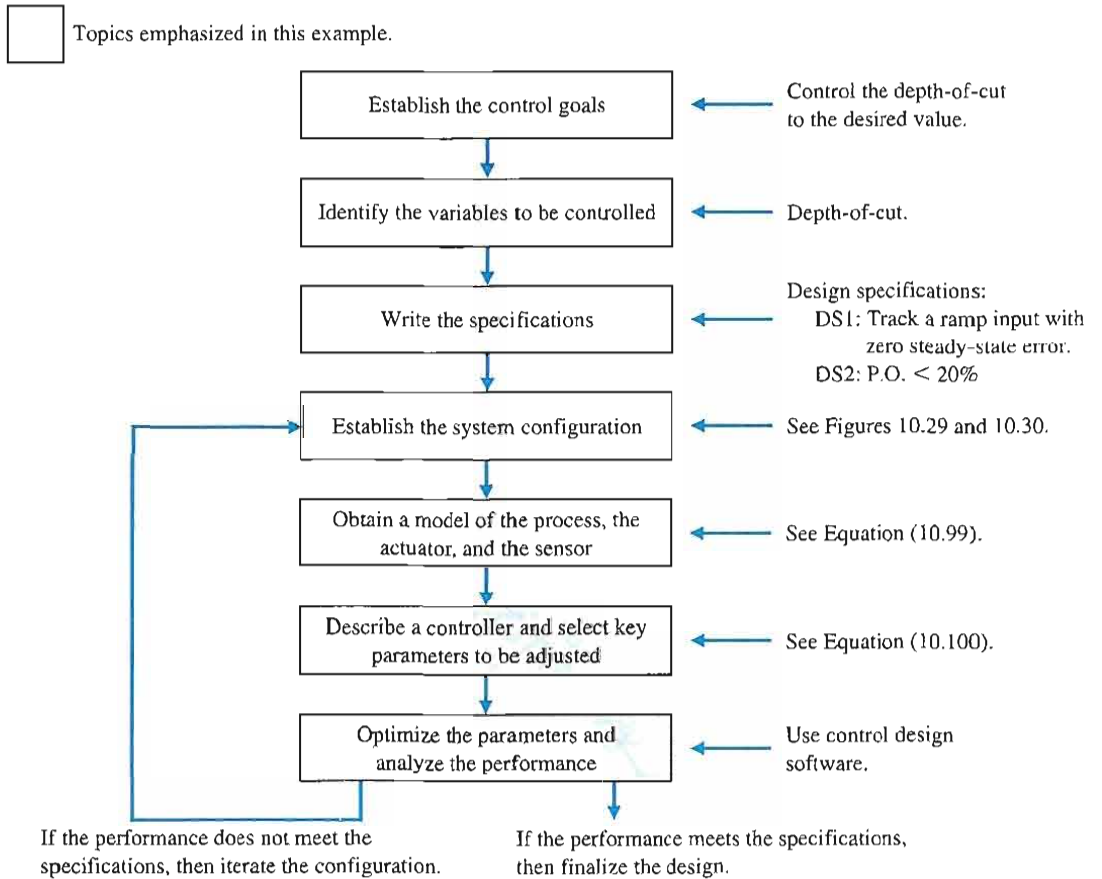 Topics emphasized in this example.
Establish the control goals
Control the depth-of-cut
to the desired value.
Identify the variables to be controlled
Depth-of-cut.
Write the specifications
Design specifications:
DS1: Track a ramp input with
zero steady-state error.
DS2: P.O. < 20%
Establish the system configuration
See Figures 10.29 and 10.30.
Obtain a model of the process, the
actuator, and the sensor
See Equation (10.99).
Describe a controller and select key
parameters to be adjusted
See Equation (10.100).
Optimize the parameters and
analyze the performance
Use control design
software.
If the performance does not meet the
specifications, then iterate the configuration.
If the performance meets the specifications,
then finalize the design.